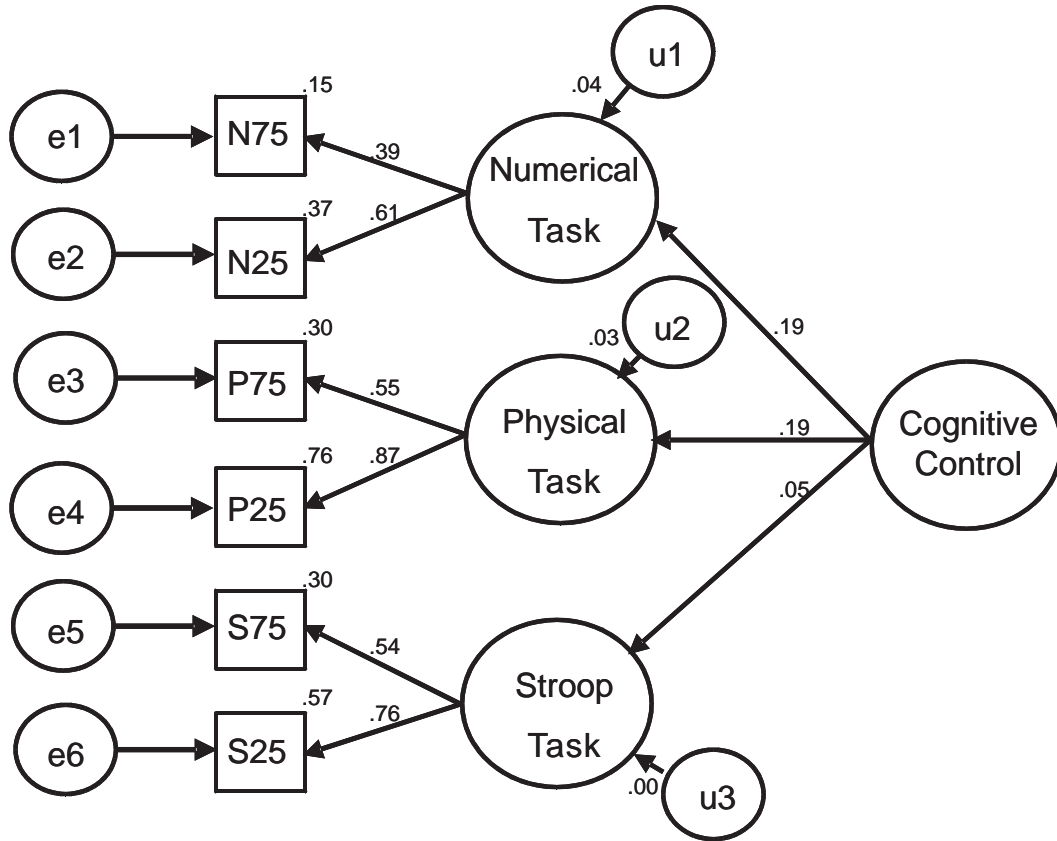 u1
.04
.15
e1
N75
.39
Numerical
Task
.37
.61
e2
N25
.19
u2
.03
.30
e3
P75
.55
Physical
Task
.19
Cognitive
Control
.76
.87
e4
P25
.05
.30
e5
S75
.54
Stroop
Task
.57
.76
e6
S25
.00
u3